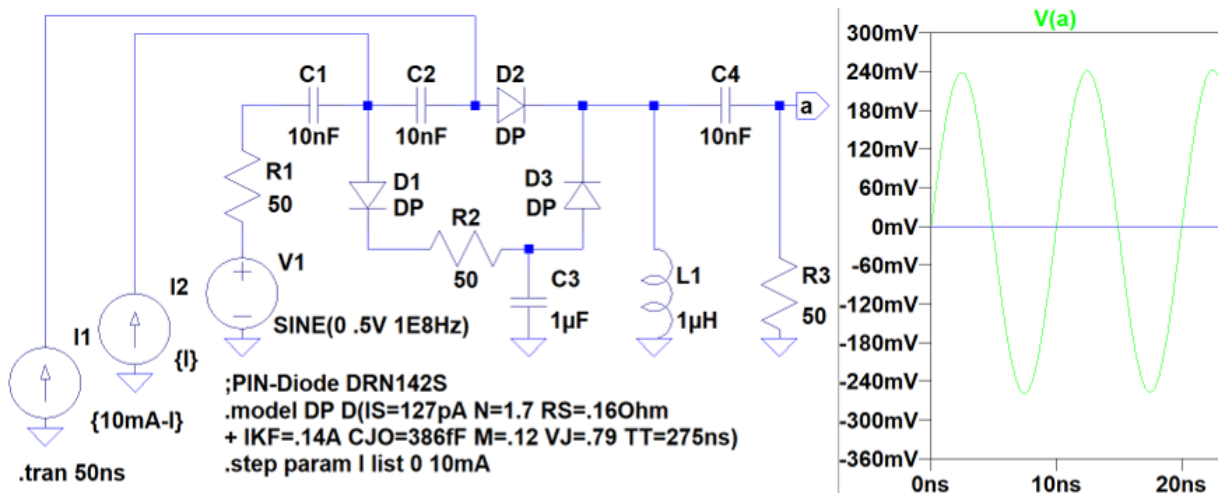 C1
10nF
C2
10nF
D2
DP
C4
10nF
a
R1
50
D1
DP
R2
50
D3
DP
V1
SINE(0 .5V 1E8Hz)
C3
1µF
L1
1µH
R3
50
I2
{I}
I1
{10mA-I}
.tran 50ns
;PIN-Diode DRN142S
.model DP D(IS=127pA N=1.7 RS=.16Ohm
+ IKF=.14A CJO=386fF M=.12 VJ=.79 TT=275ns)
.step param I list 0 10mA
V(a)
300mV
240mV
180mV
120mV
60mV
0mV
-60mV
-120mV
-180mV
-240mV
-300mV
-360mV
0ns
10ns
20ns